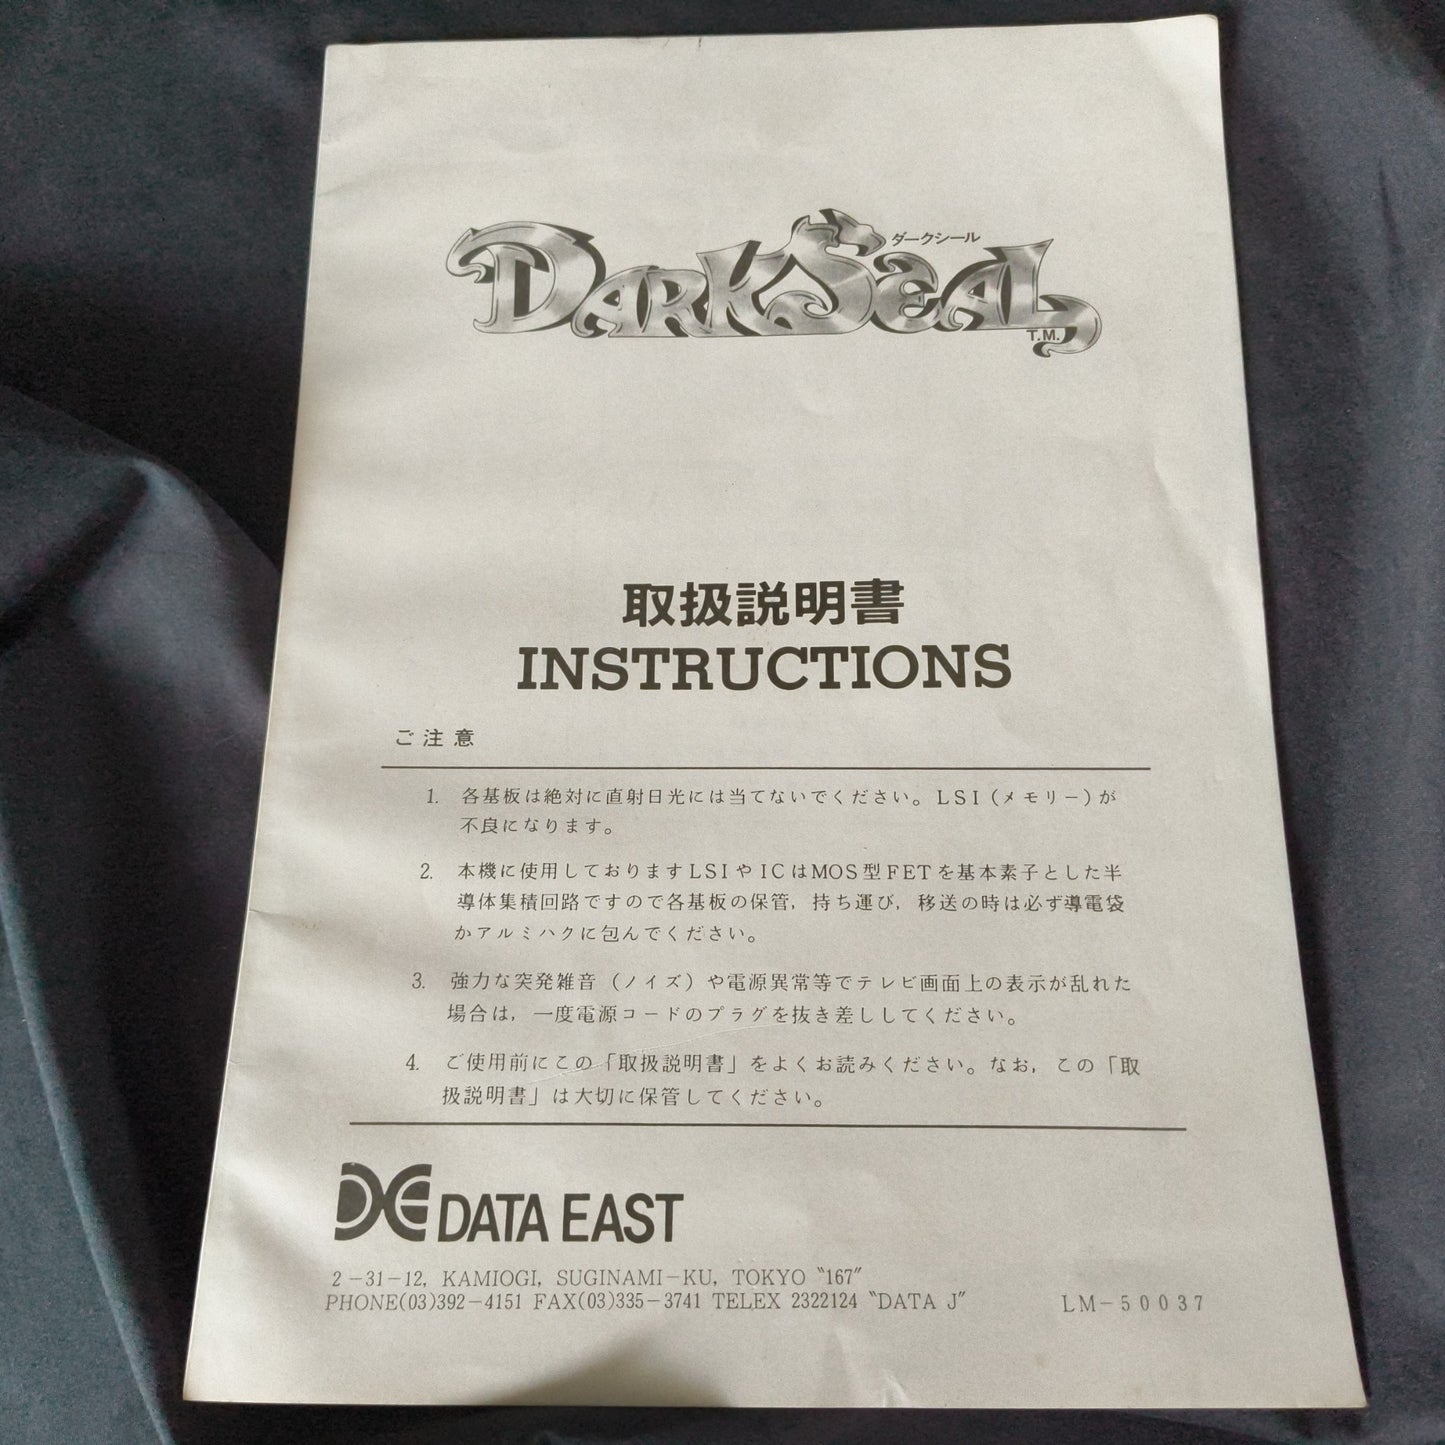 DARK SEAL
ダークシール
T.M.
取扱説明書
INSTRUCTIONS
ご注意
1. 各基板は絶対に直射日光には当てないでください。LSI(メモリー)が
不良になります。
2. 本機に使用しておりますLSIやICはMOS型FETを基本素子とした半
導体集積回路ですので各基板の保管,持ち運び,移送の時は必ず導電袋
かアルミハクに包んでください。
3. 強力な突発雑音(ノイズ)や電源異常等でテレビ画面上の表示が乱れた
場合は,一度電源コードのプラグを抜き差ししてください。
4. ご使用前にこの「取扱説明書」をよくお読みください。なお,この「取
扱説明書」は大切に保管してください。
DE DATA EAST
2-31-12, KAMIOGI, SUGINAMI-KU, TOKYO "167"
PHONE(03)392-4151 FAX(03)335-3741 TELEX 2322124 "DATA J"
LM-50037